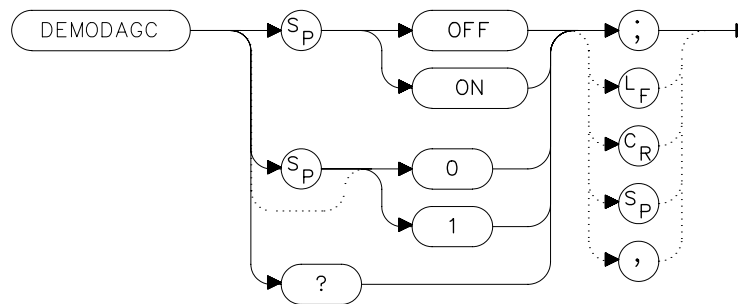 DEMODAGC
SP
OFF
;
ON
LF
CR
SP
0
1
SP
,
?